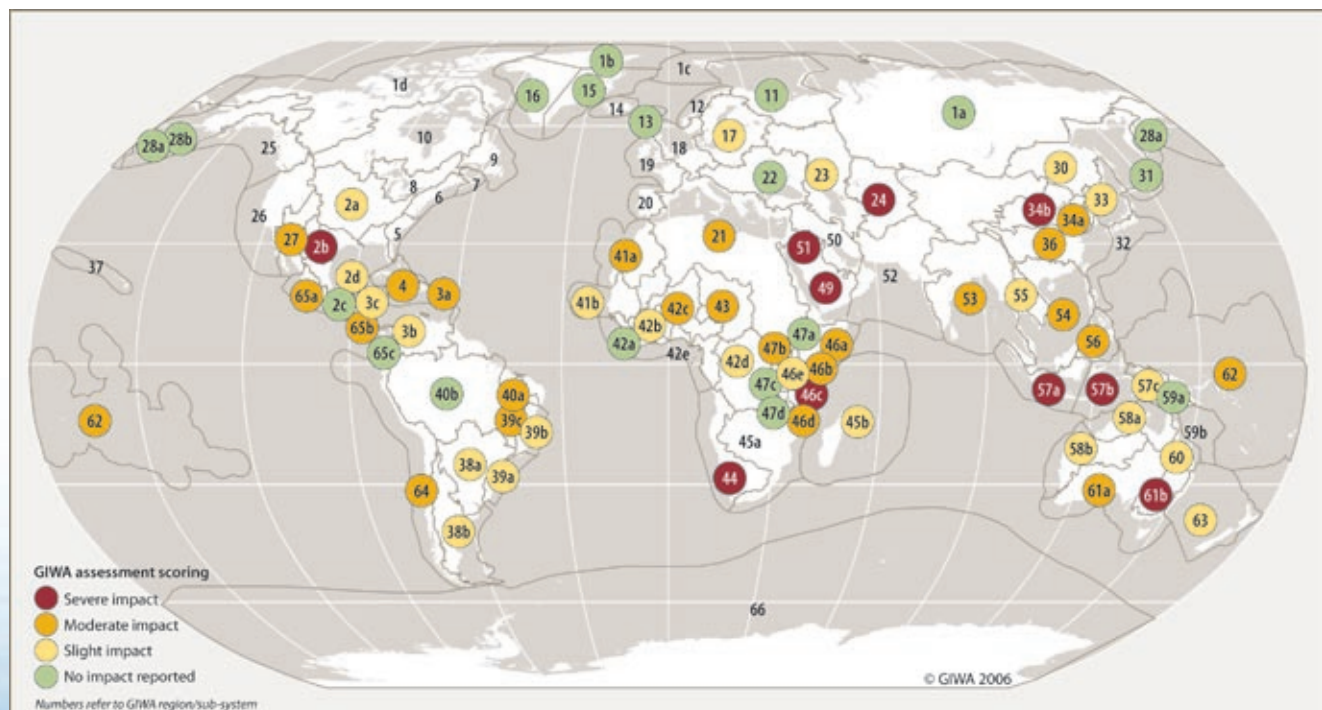 1b
1c
1d
16
15
14
12
11
1a
13
17
28a
28b
25
10
9
18
19
22
23
30
28a
31
8
7
6
2a
20
24
33
34b
34a
26
5
27
2b
21
51
50
36
32
41a
52
37
2d
4
3a
65a
2c
3c
41b
42c
43
49
53
55
54
65b
3b
42a
42b
42e
47a
47b
46a
56
65c
42d
46e
46b
62
40b
40a
47c
46c
57a
57b
57c
59a
62
39c
39b
47d
46d
45b
58a
59b
45a
58b
60
38a
39a
44
64
61a
61b
38b
63
GIWA assessment scoring
Severe impact
Moderate impact
Slight impact
No impact reported
66
© GIWA 2006
Numbers refer to GIWA region/sub-system